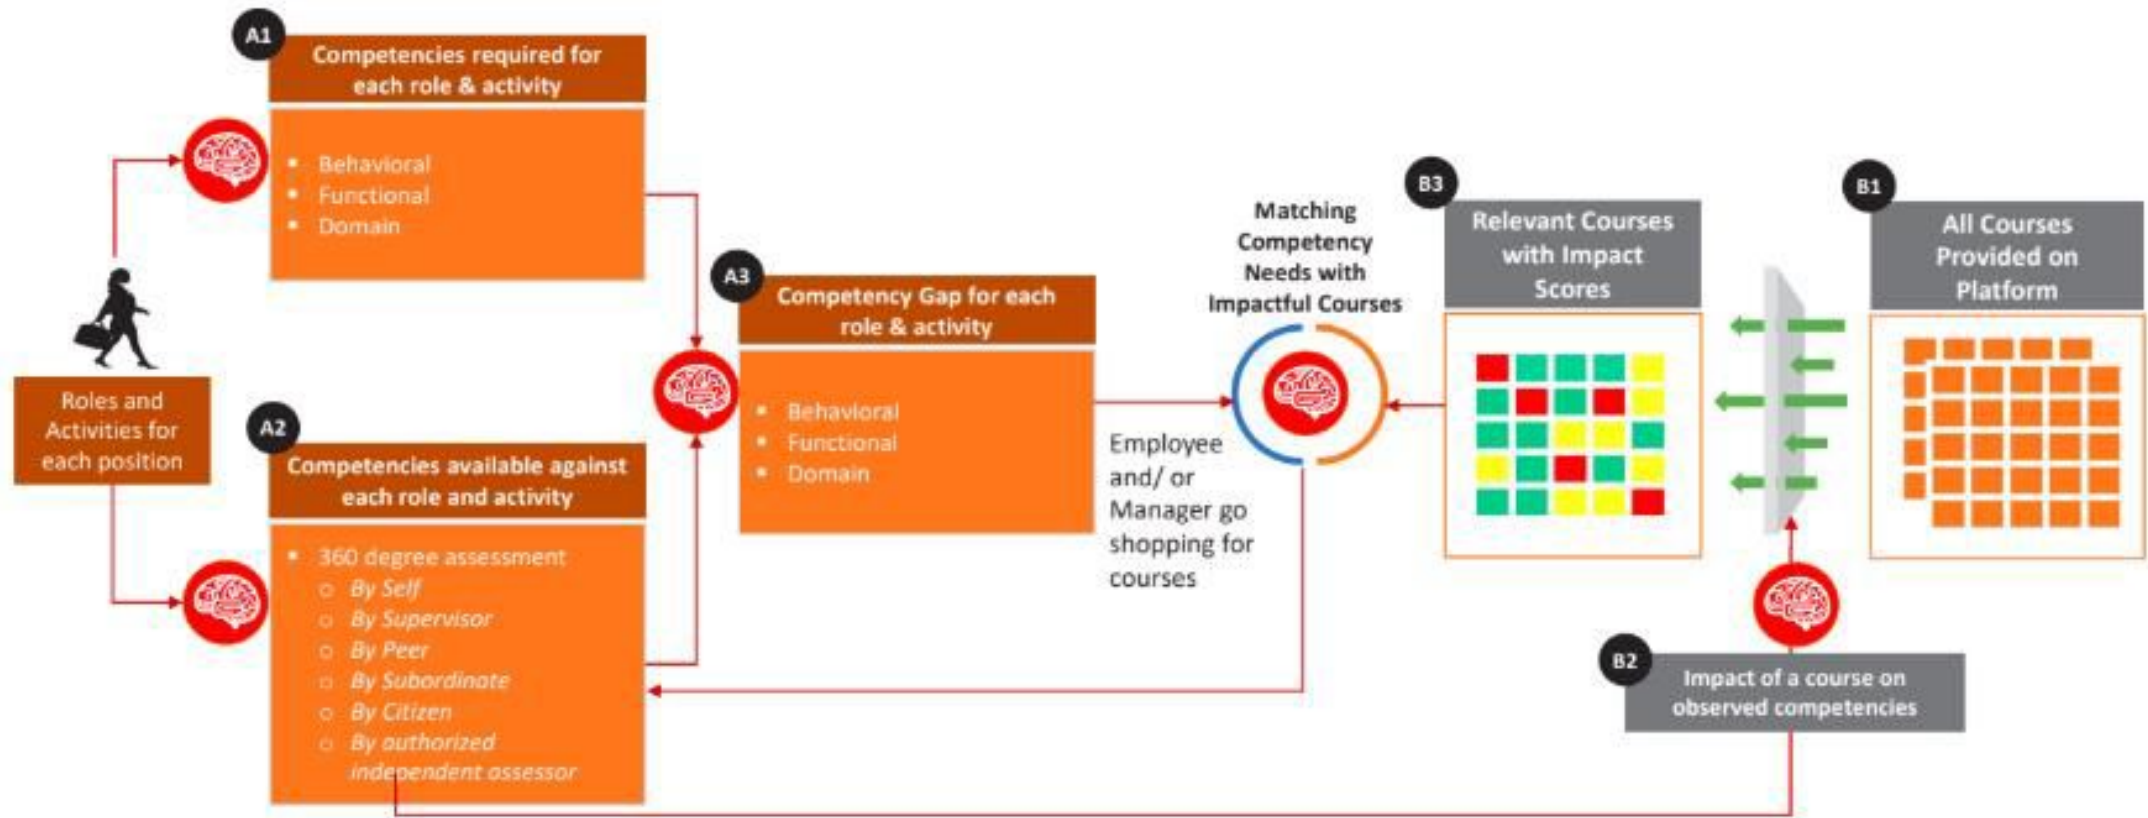 A1
Competencies required for
each role & activity
▪ Behavioral
▪ Functional
▪ Domain
Roles and
Activities for
each position
A2
Competencies available against
each role and activity
▪ 360 degree assessment
o By Self
o By Supervisor
o By Peer
o By Subordinate
o By Citizen
o By authorized
independent assessor
A3
Competency Gap for each
role & activity
▪ Behavioral
▪ Functional
▪ Domain
Employee
and/ or
Manager go
shopping for
courses
Matching
Competency
Needs with
Impactful Courses
B3
Relevant Courses
with Impact
Scores
B1
All Courses
Provided on
Platform
B2
Impact of a course on
observed competencies